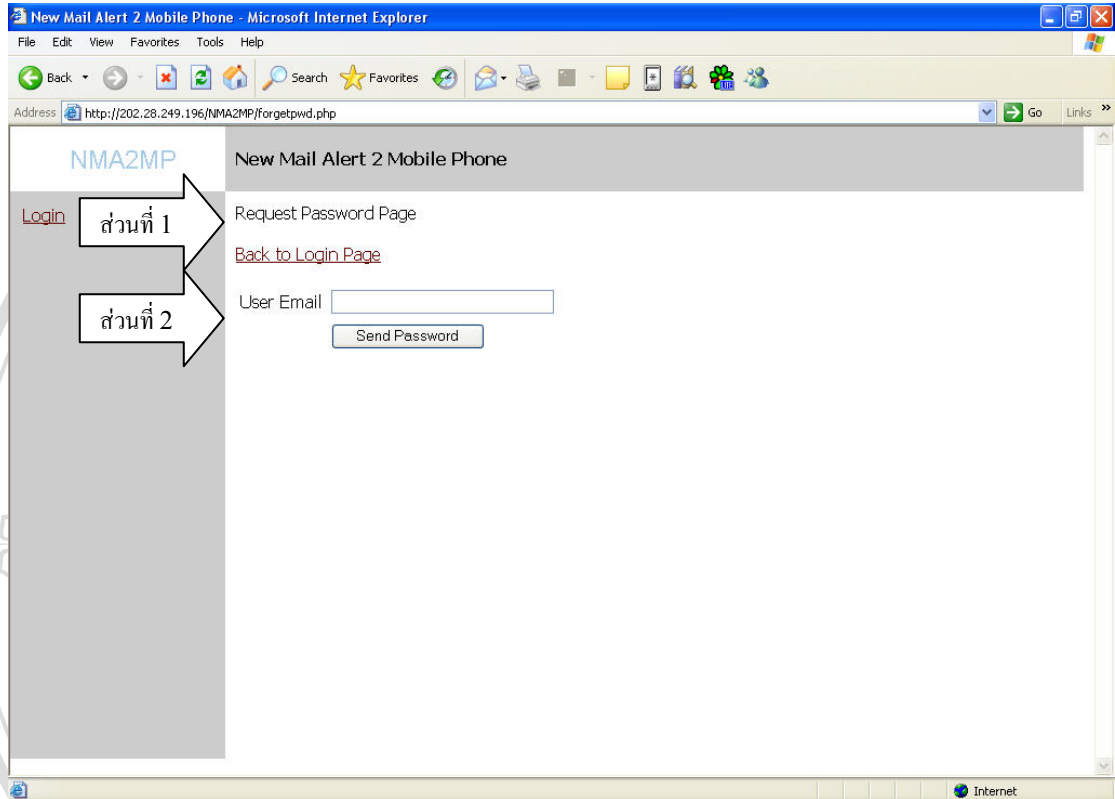 New Mail Alert 2 Mobile Phone - Microsoft Internet Explorer
File Edit View Favorites Tools Help
Back Search Favorites
Address http://202.28.249.196/NMA2MP/forgetpwd.php Go Links »
NMA2MP
New Mail Alert 2 Mobile Phone
Login
ส่วนที่ 1
Request Password Page
Back to Login Page
ส่วนที่ 2
User Email
Send Password
Internet